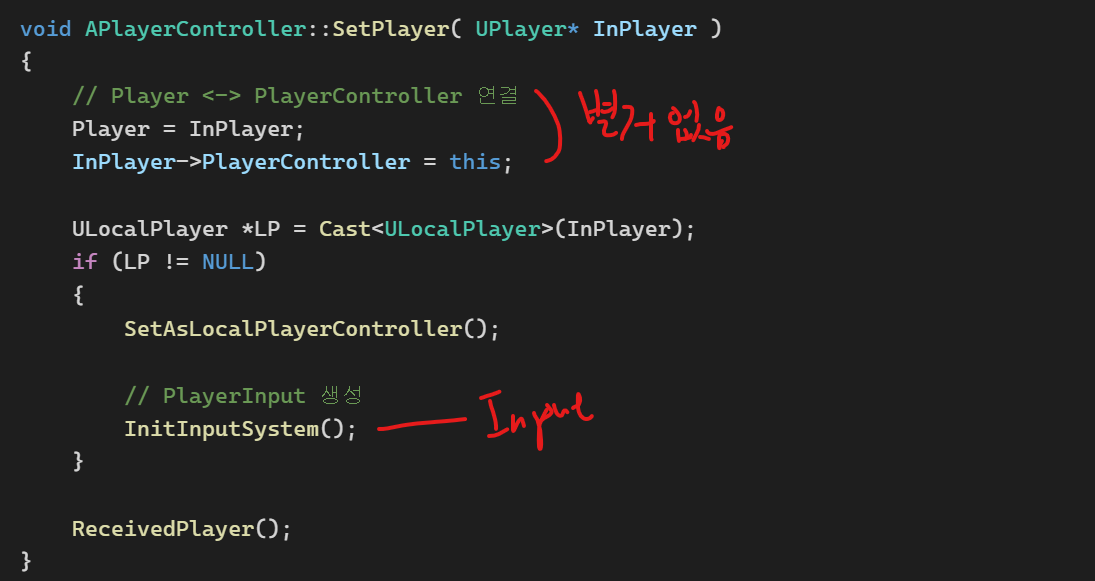 void APlayerController::SetPlayer( UPlayer* InPlayer )
{
// Player <-> PlayerController 연결
Player = InPlayer;
InPlayer->PlayerController = this;
별거 없음
ULocalPlayer *LP = Cast<ULocalPlayer>(InPlayer);
if (LP != NULL)
{
SetAsLocalPlayerController();
// PlayerInput 생성
InitInputSystem();
Input
}
ReceivedPlayer();
}